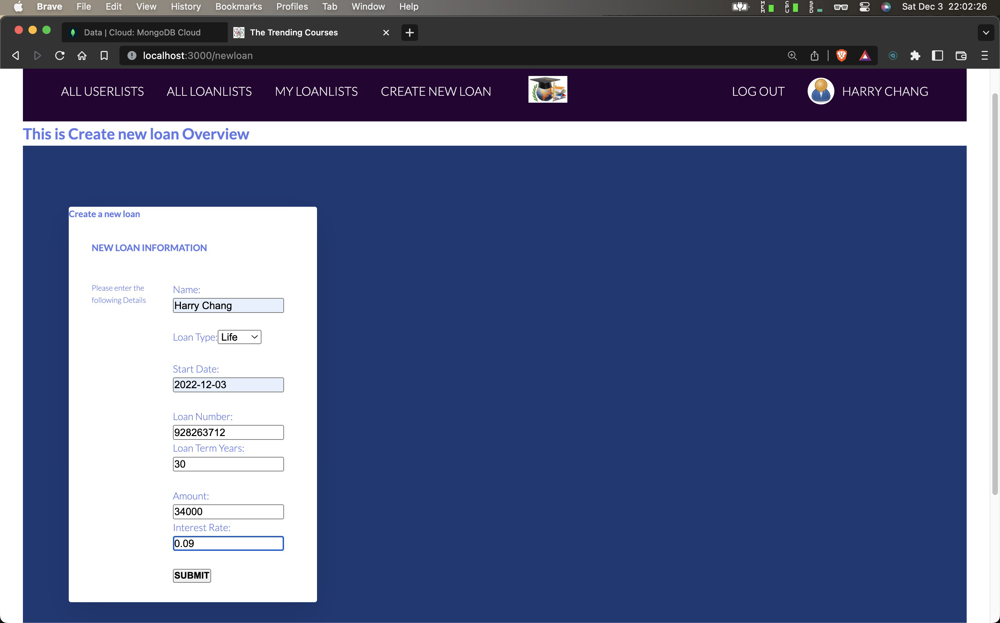 Brave File Edit View History Bookmarks Profiles Tab Window Help MEM CPU SSD Sat Dec 3 22:02:26
Data | Cloud: MongoDB Cloud The Trending Courses
localhost:3000/newloan
ALL USERLISTS ALL LOANLISTS MY LOANLISTS CREATE NEW LOAN LOG OUT HARRY CHANG
This is Create new loan Overview
Create a new loan
NEW LOAN INFORMATION
Please enter the
following Details
Name:
Harry Chang
Loan Type: Life
Start Date:
2022-12-03
Loan Number:
928263712
Loan Term Years:
30
Amount:
34000
Interest Rate:
0.09
SUBMIT